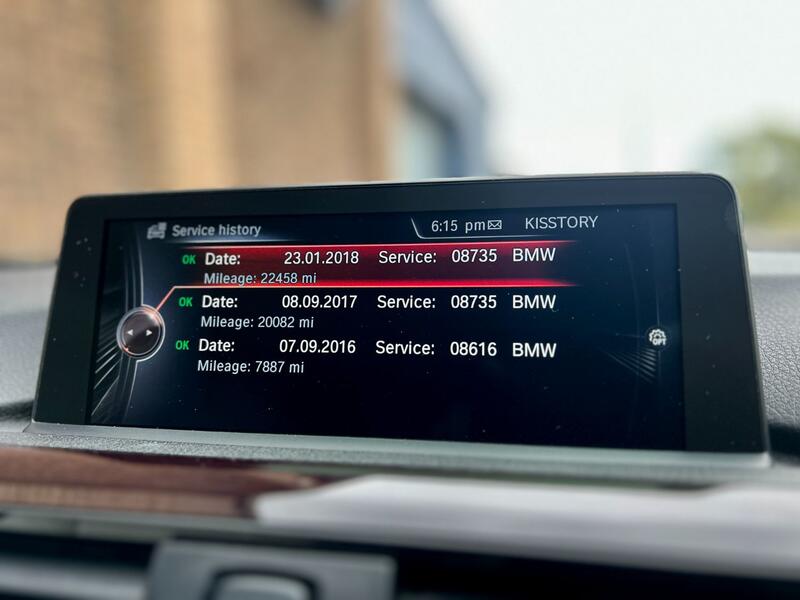 Service history 6:15 pm KISSTORY
OK Date: 23.01.2018 Service: 08735 BMW
Mileage: 22458 mi
OK Date: 08.09.2017 Service: 08735 BMW
Mileage: 20082 mi
OK Date: 07.09.2016 Service: 08616 BMW
Mileage: 7887 mi
OPT